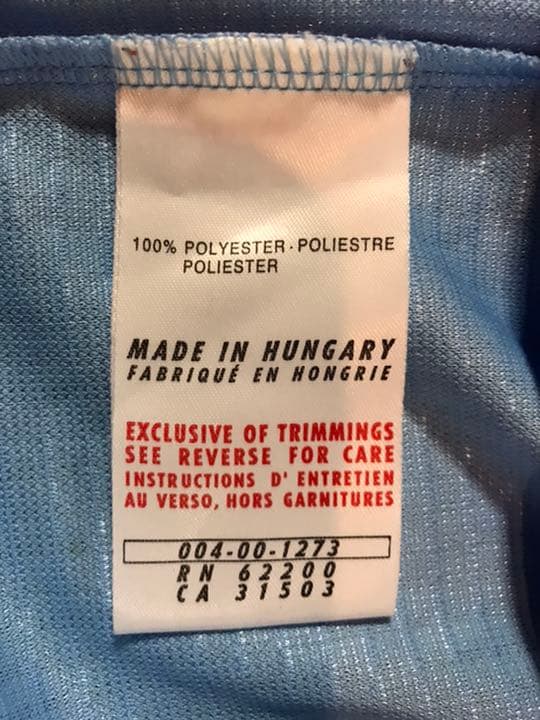 100% POLYESTER · POLIESTRE
POLIESTER
MADE IN HUNGARY
FABRIQUÉ EN HONGRIE
EXCLUSIVE OF TRIMMINGS
SEE REVERSE FOR CARE
INSTRUCTIONS D' ENTRETIEN
AU VERSO, HORS GARNITURES
004-00-1273
RN 62200
CA 31503